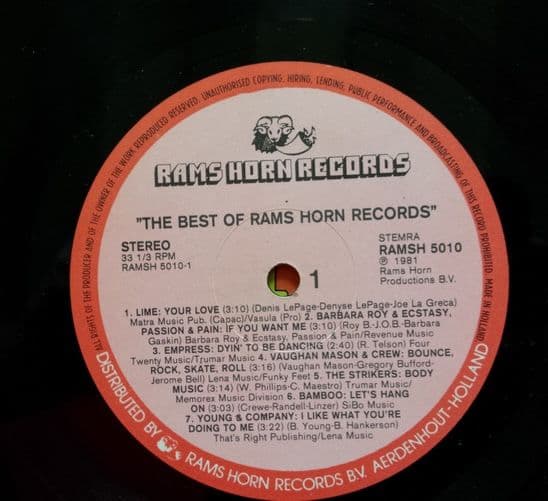 ALL RIGHTS OF THE PRODUCER AND OF THE OWNER OF THE WORK REPRODUCED RESERVED. UNAUTHORISED COPYING, HIRING, LENDING, PUBLIC PERFORMANCE AND BROADCASTING OF THIS RECORD PROHIBITED. MADE IN HOLLAND
RAMS HORN RECORDS
"THE BEST OF RAMS HORN RECORDS"
STEREO
33 1/3 RPM
RAMSH 5010-1
1
STEMRA
RAMSH 5010
℗ 1981
Rams Horn
Productions B.V.
1. LIME: YOUR LOVE (3:10) (Denis LePage-Denyse LePage-Joe La Greca)
Matra Music Pub. (Capac)/Vasula (Pro) 2. BARBARA ROY & ECSTASY,
PASSION & PAIN: IF YOU WANT ME (3:10) (Roy B.-J.O.B.-Barbara
Gaskin) Barbara Roy & Ecstasy, Passion & Pain/Revenue Music
3. EMPRESS: DYIN' TO BE DANCING (2:40) (R. Telson) Four
Twenty Music/Trumar Music 4. VAUGHAN MASON & CREW: BOUNCE,
ROCK, SKATE, ROLL (3:16) (Vaughan Mason-Gregory Bufford-
Jerome Bell) Lena Music/Funky Feet 5. THE STRIKERS: BODY
MUSIC (3:14) (W. Phillips-C. Maestro) Trumar Music/
Memorex Music Division 6. BAMBOO: LET'S HANG
ON (3:03) (Crewe-Randell-Linzer) SiBo Music
7. YOUNG & COMPANY: I LIKE WHAT YOU'RE
DOING TO ME (3:22) (B. Young-B. Hankerson)
That's Right Publishing/Lena Music
DISTRIBUTED BY RAMS HORN RECORDS B.V. AERDENHOUT-HOLLAND